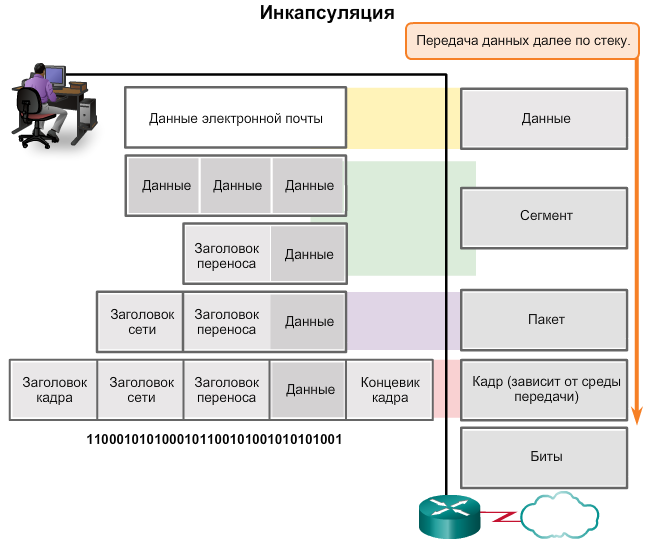 Инкапсуляция
Передача данных далее по стеку.
Данные электронной почты
Данные
Данные Данные Данные
Сегмент
Заголовок
переноса
Данные
Заголовок
сети
Заголовок
переноса
Данные
Пакет
Заголовок
кадра
Заголовок
сети
Заголовок
переноса
Данные
Концевик
кадра
Кадр (зависит от среды
передачи)
1100010101000101100101001010101001
Биты